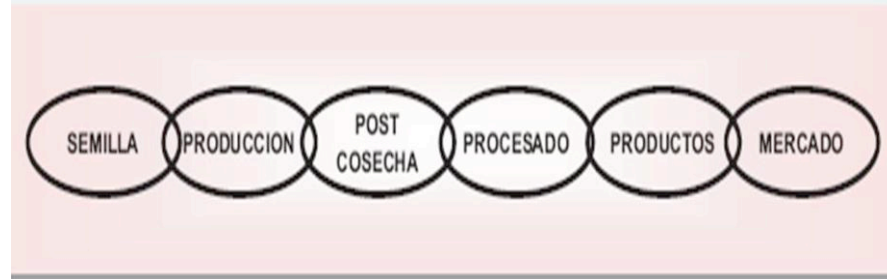 SEMILLA
PRODUCCION
POST
COSECHA
PROCESADO
PRODUCTOS
MERCADO